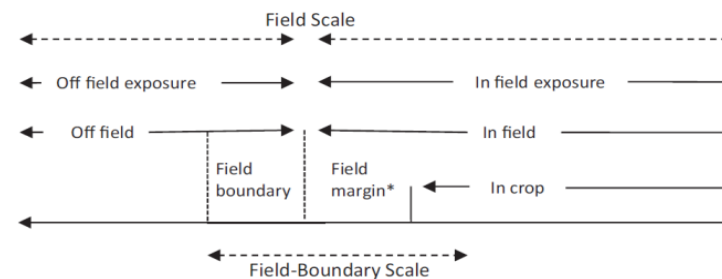 Field Scale
Off field exposure In field exposure
Off field In field
Field boundary Field margin* In crop
Field-Boundary Scale